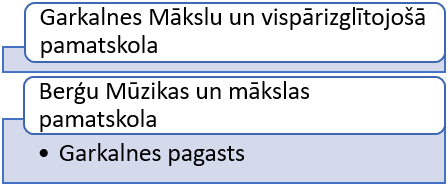 Garkalnes Mākslu un vispārizglītojošā
pamatskola
Berģu Mūzikas un mākslas
pamatskola
• Garkalnes pagasts